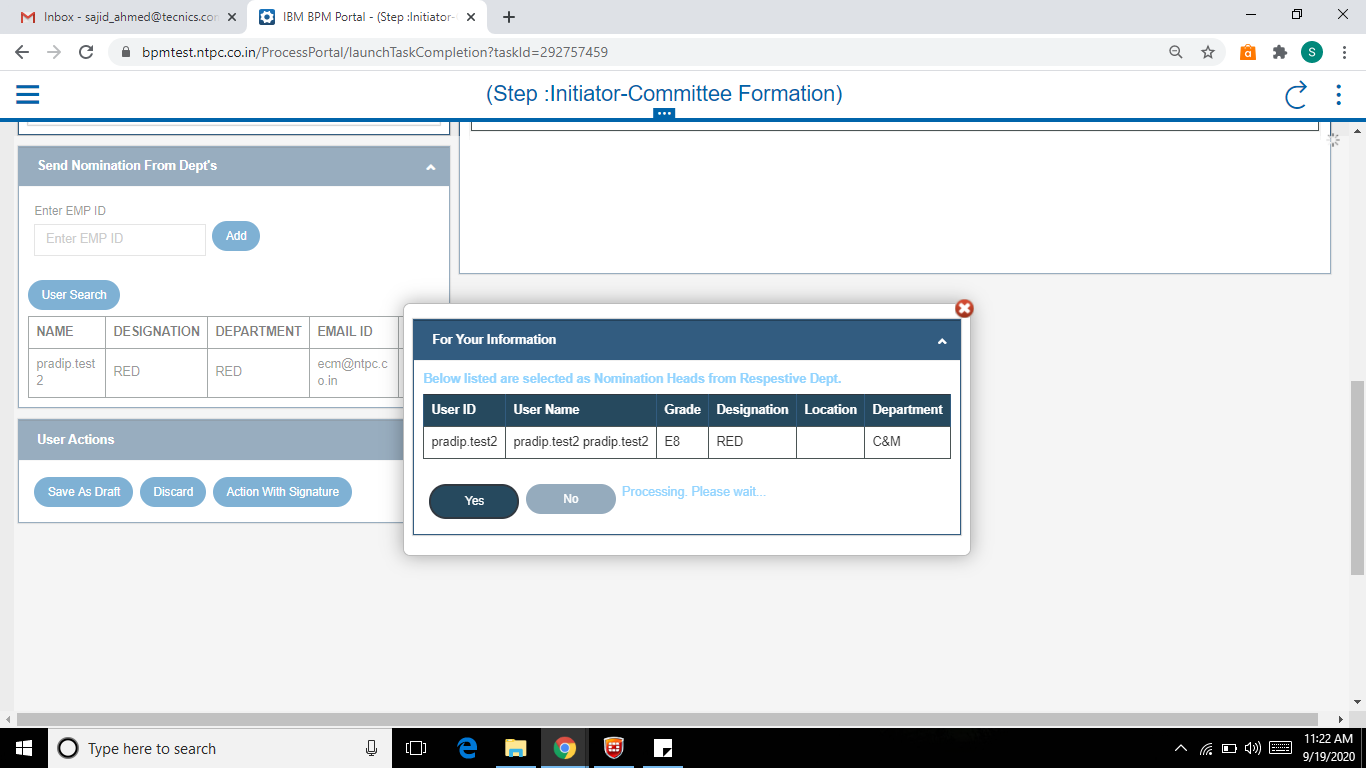 Inbox - sajid_ahmed@tecnics.com
IBM BPM Portal - (Step :Initiator-
bpmtest.ntpc.co.in/ProcessPortal/launchTaskCompletion?taskId=292757459
S
(Step :Initiator-Committee Formation)
Send Nomination From Dept's
Enter EMP ID
Enter EMP ID
Add
User Search
NAME DESIGNATION DEPARTMENT EMAIL ID
pradip.test
2
RED
RED
ecm@ntpc.c
o.in
User Actions
Save As Draft Discard Action With Signature
For Your Information
Below listed are selected as Nomination Heads from Respestive Dept.
User ID User Name Grade Designation Location Department
pradip.test2 pradip.test2 pradip.test2 E8 RED C&M
Yes No Processing. Please wait...
Type here to search
11:22 AM
9/19/2020